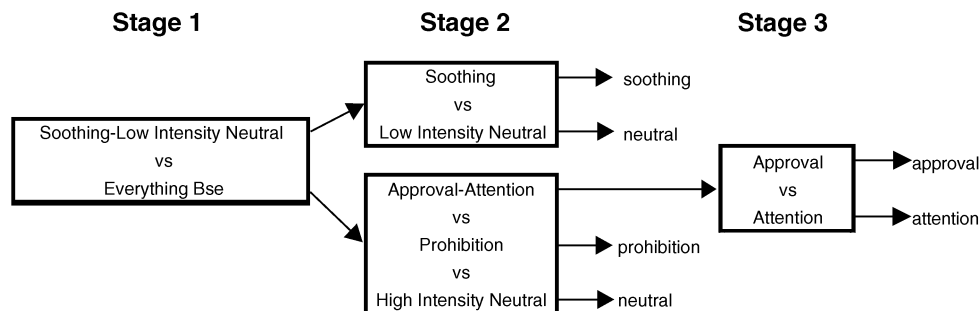 Stage 1
Stage 2
Stage 3
Soothing-Low Intensity Neutral
vs
Everything Bse
Soothing
vs
Low Intensity Neutral
soothing
neutral
Approval-Attention
vs
Prohibition
vs
High Intensity Neutral
prohibition
neutral
Approval
vs
Attention
approval
attention